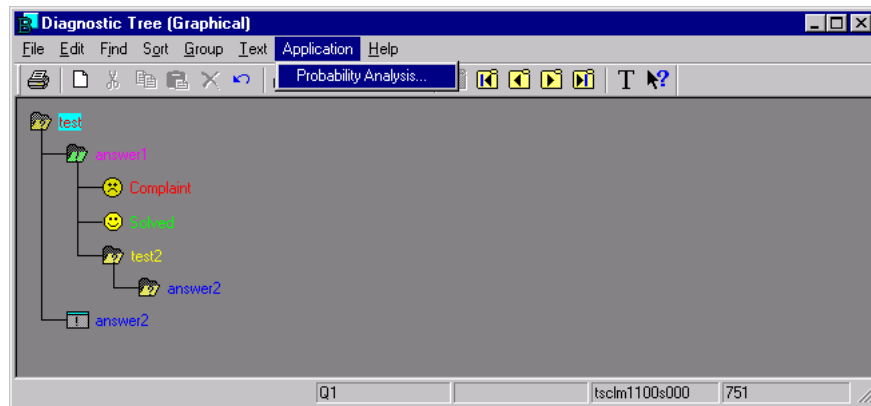 Diagnostic Tree (Graphical)
File Edit Find Sort Group Text Application Help
Probability Analysis...
T
test
answer1
Complaint
Solved
test2
answer2
answer2
Q1 tsclm1100s000 751